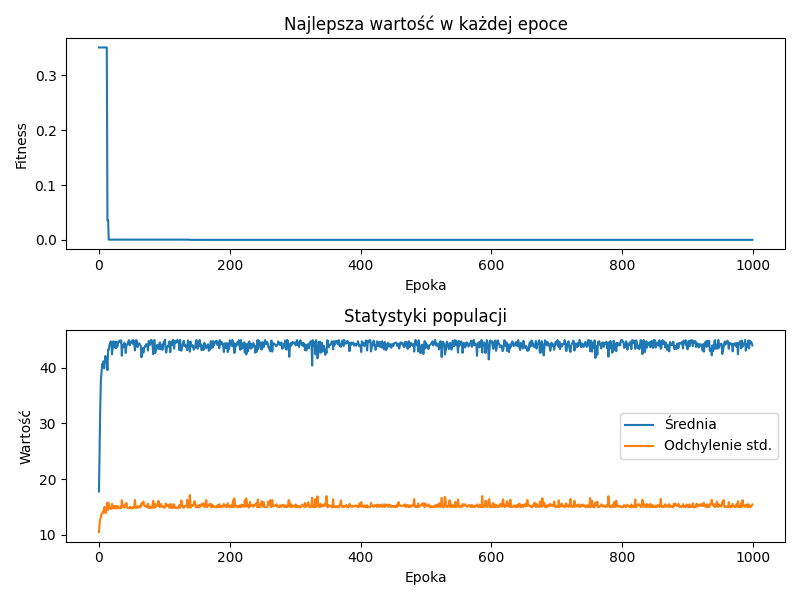 Najlepsza wartość w każdej epoce
Fitness
0.3
0.2
0.1
0.0
0 200 400 600 800 1000
Epoka
Statystyki populacji
Wartość
40
30
20
10
Średnia
Odchylenie std.
0 200 400 600 800 1000
Epoka